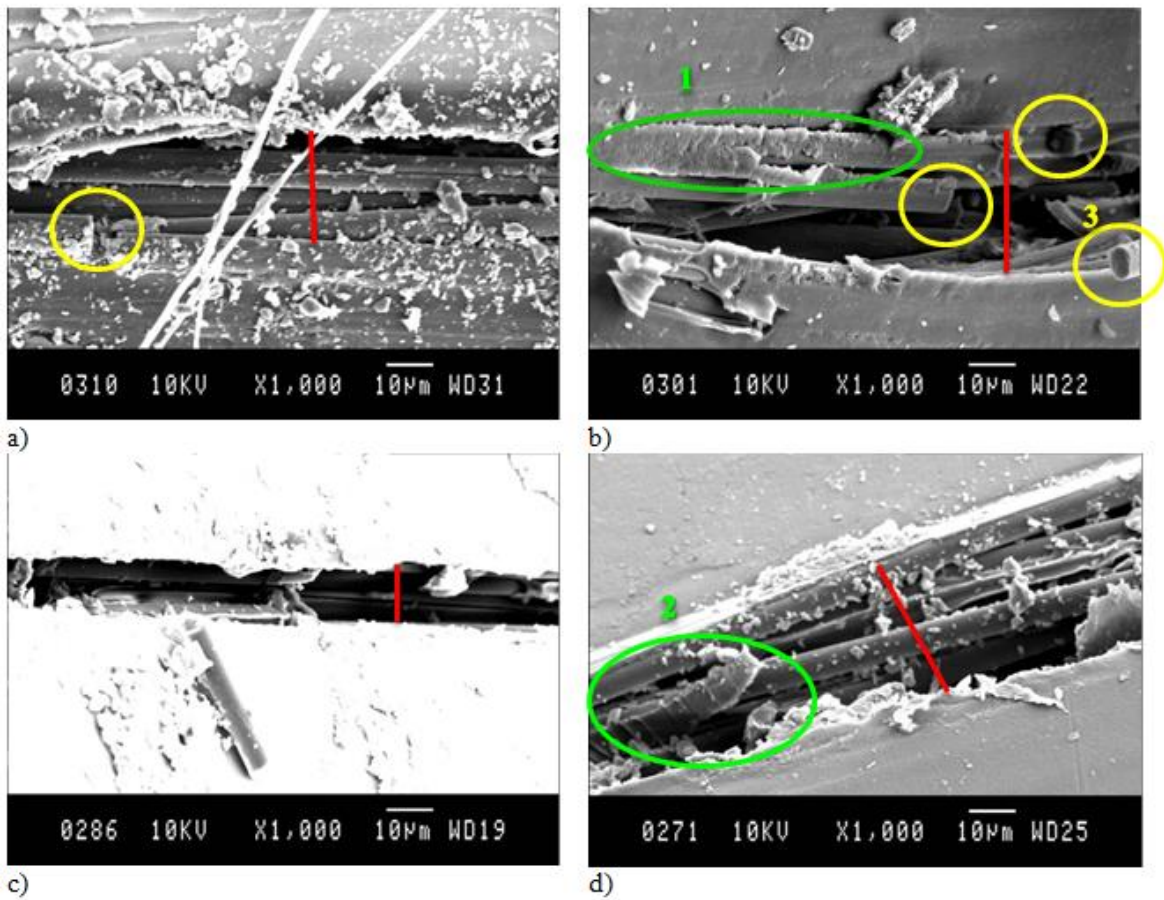 1
3
0310 10KV X1,000 10µm WD31
0301 10KV X1,000 10µm WD22
a)
b)
2
0286 10KV X1,000 10µm WD19
0271 10KV X1,000 10µm WD25
c)
d)